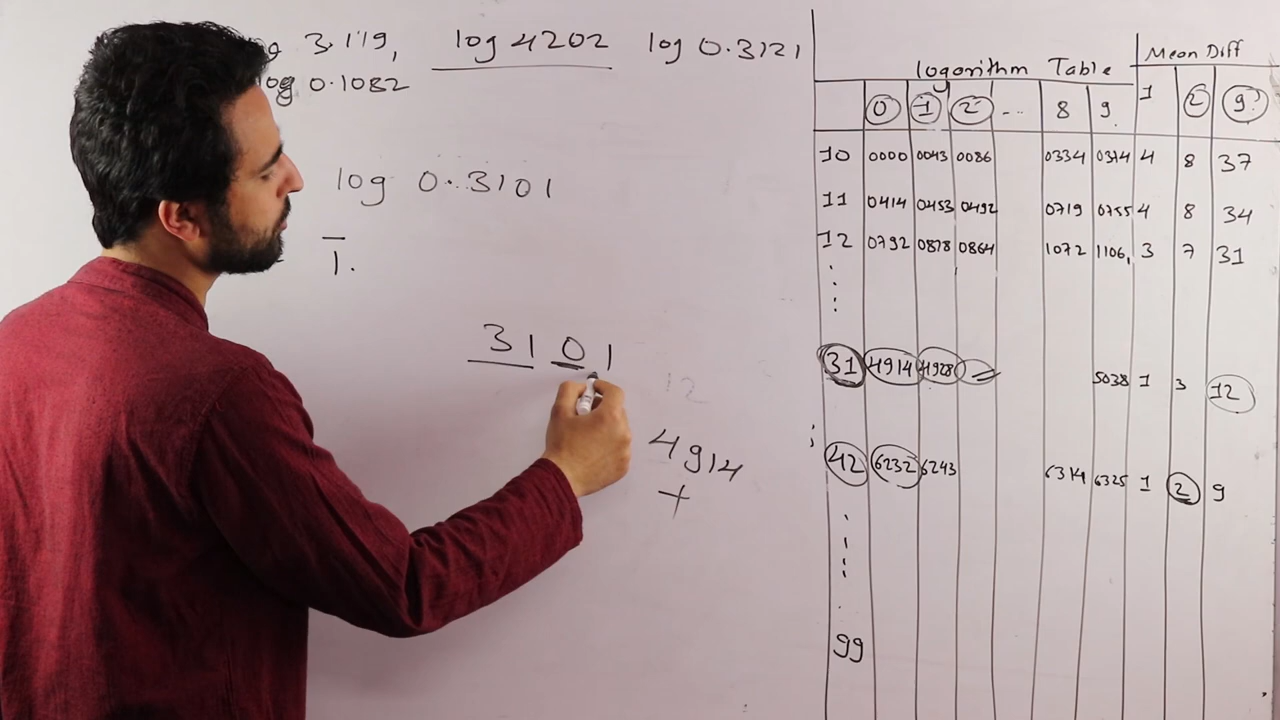 3.119, log 4202 log 0.3121
log 0.1082
log 0.3101
1̅.
3101
12
4914
+
Logorithm Table Mean Diff
0 1 2 ... 8 9 1 2 9
10 0000 0043 0086 0334 0374 4 8 37
11 0414 0453 0492 0719 0755 4 8 34
12 0792 0878 0864 1072 1106 3 7 31
31 4914 4928 5038 1 3 12
42 6232 6243 6314 6325 1 2 9
99